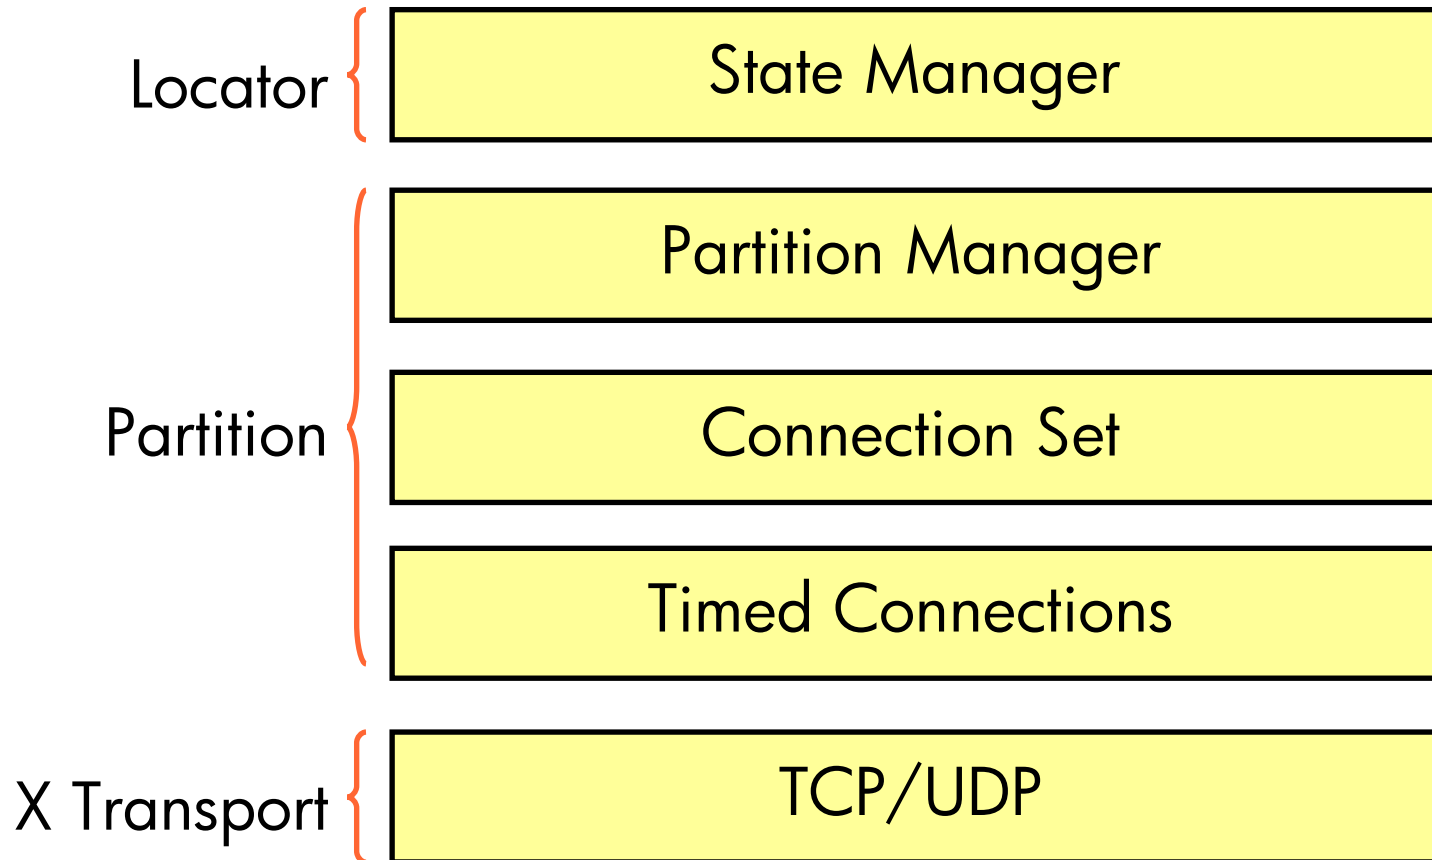 Locator
State Manager
Partition Manager
Partition
Connection Set
Timed Connections
X Transport
TCP/UDP